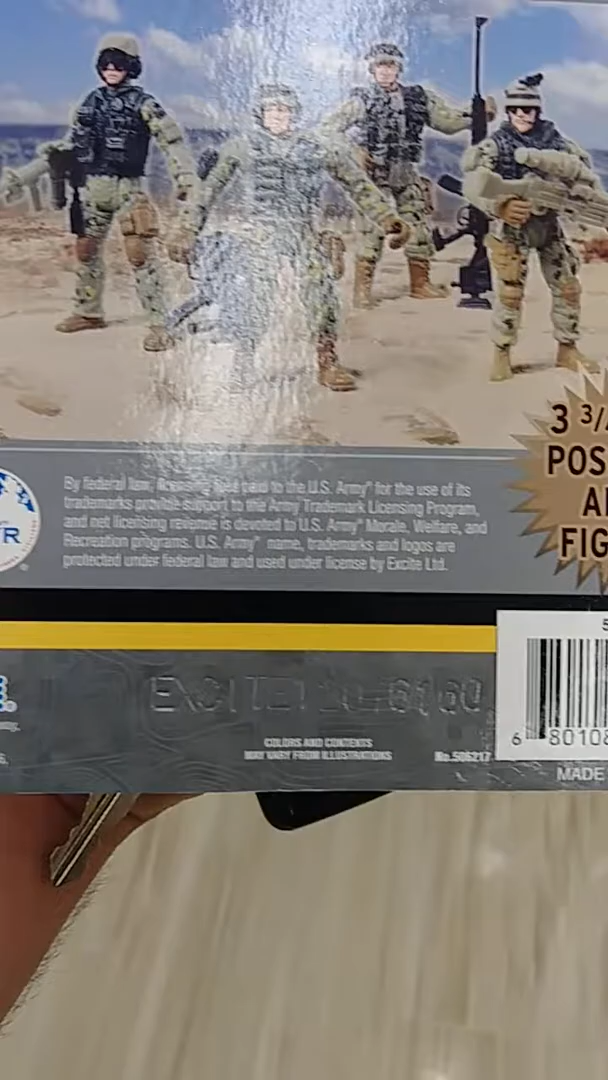 3 3/
POS
A
FIG
By federal law, licensing fees paid to the U.S. Army® for the use of its
trademarks provide support to the Army Trademark Licensing Program,
and net licensing revenue is devoted to U.S. Army® Morale, Welfare, and
Recreation programs. U.S. Army® name, trademarks and logos are
protected under federal law and used under license by Excite Ltd.
R
EXCITE
COLORS AND CONTENTS
MAY VARY FROM ILLUSTRATIONS
No.506217
5
6 80108
MADE